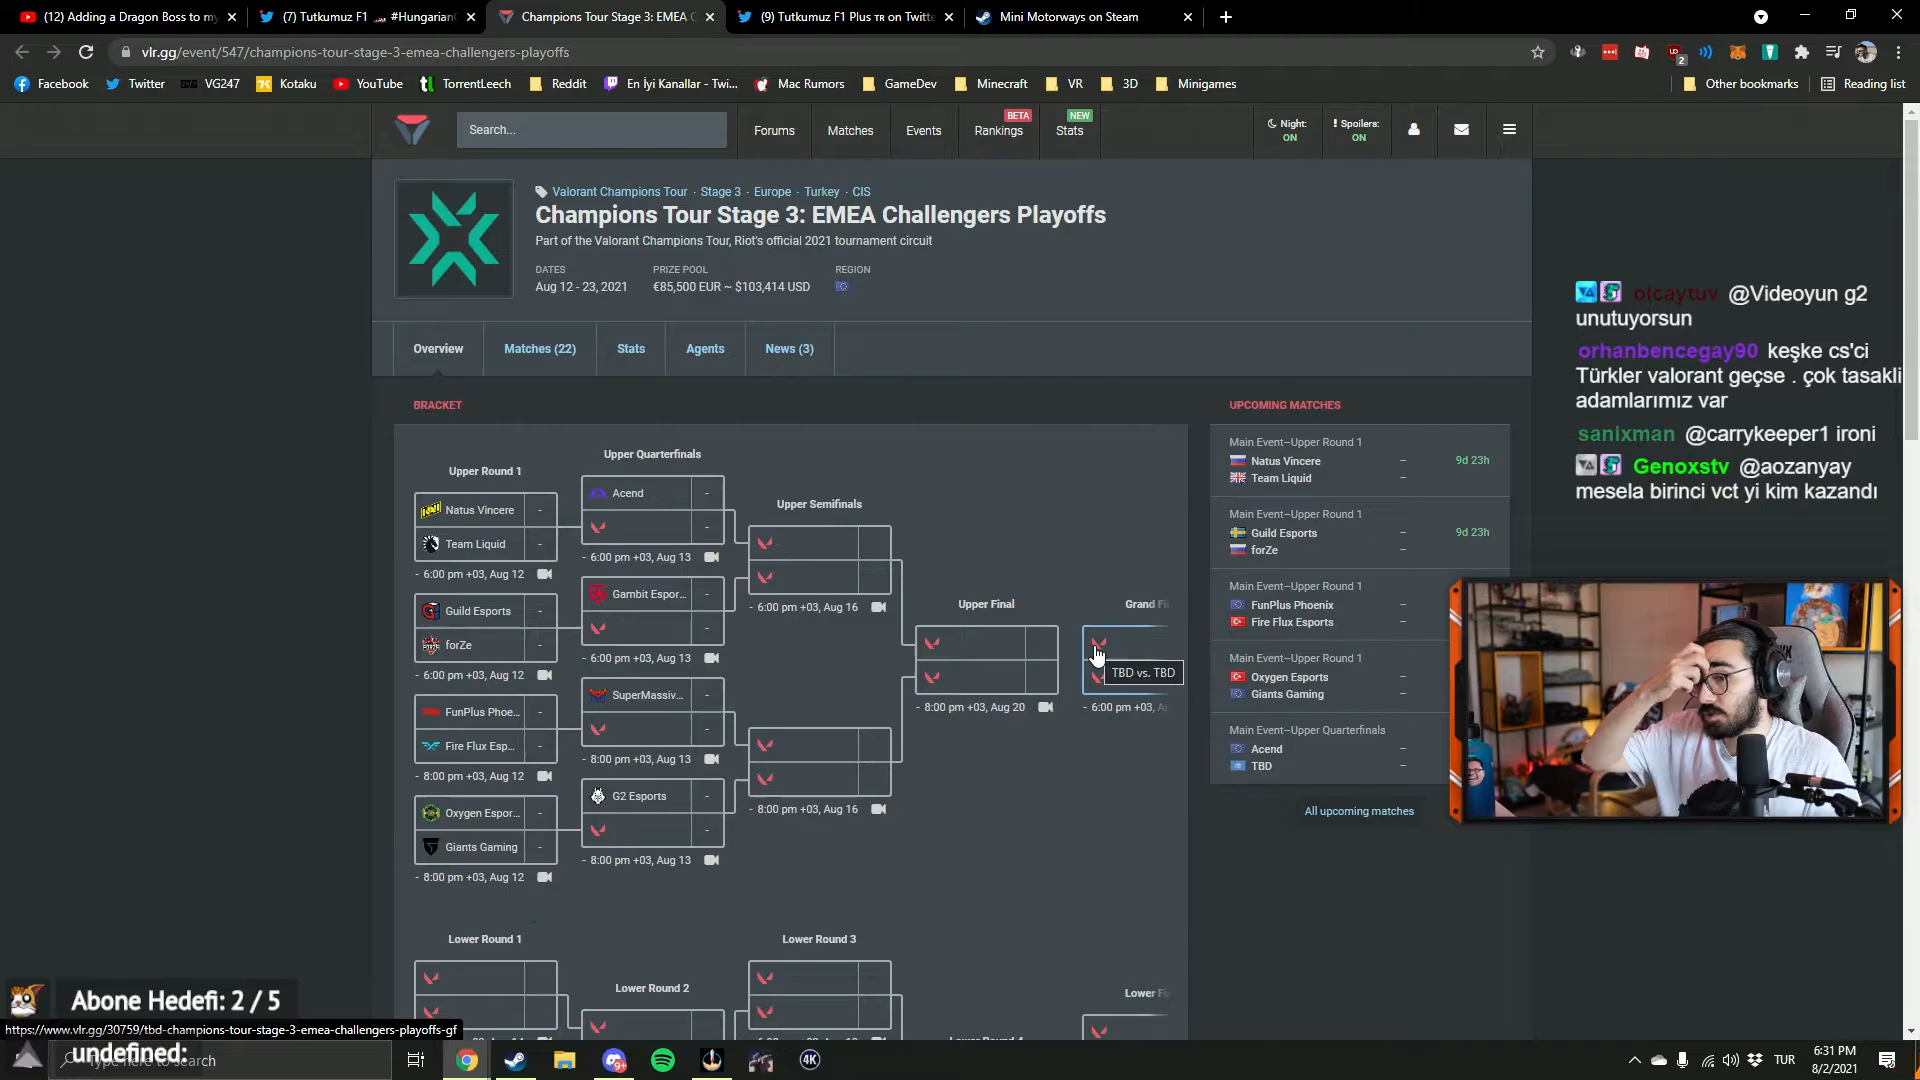 (12) Adding a Dragon Boss to my
(7) Tutkumuz F1 #Hungarian
Champions Tour Stage 3: EMEA C
(9) Tutkumuz F1 Plus TR on Twitte
Mini Motorways on Steam
vlr.gg/event/547/champions-tour-stage-3-emea-challengers-playoffs
2
Facebook
Twitter
VG247
Kotaku
YouTube
TorrentLeech
Reddit
En İyi Kanallar - Twi...
Mac Rumors
GameDev
Minecraft
VR
3D
Minigames
Other bookmarks
Reading list
Search...
Forums
Matches
Events
Rankings
BETA
Stats
NEW
Night:
ON
! Spoilers:
ON
Valorant Champions Tour · Stage 3 · Europe · Turkey · CIS
Champions Tour Stage 3: EMEA Challengers Playoffs
Part of the Valorant Champions Tour, Riot's official 2021 tournament circuit
DATES
Aug 12 - 23, 2021
PRIZE POOL
€85,500 EUR ~ $103,414 USD
REGION
Overview
Matches (22)
Stats
Agents
News (3)
BRACKET
Upper Round 1
Natus Vincere -
Team Liquid -
- 6:00 pm +03, Aug 12
Guild Esports -
forZe -
- 6:00 pm +03, Aug 12
FunPlus Phoe... -
Fire Flux Esp... -
- 8:00 pm +03, Aug 12
Oxygen Espor... -
Giants Gaming -
- 8:00 pm +03, Aug 12
Upper Quarterfinals
Acend -
-
- 6:00 pm +03, Aug 13
Gambit Espor... -
-
- 6:00 pm +03, Aug 13
SuperMassiv... -
-
- 8:00 pm +03, Aug 13
G2 Esports -
-
- 8:00 pm +03, Aug 13
Upper Semifinals
- 6:00 pm +03, Aug 16
- 8:00 pm +03, Aug 16
Upper Final
- 8:00 pm +03, Aug 20
Grand Fi
TBD vs. TBD
- 6:00 pm +03, A
Lower Round 1
Lower Round 2
Lower Round 3
Lower Fi
UPCOMING MATCHES
Main Event–Upper Round 1
Natus Vincere –
Team Liquid –
9d 23h
Main Event–Upper Round 1
Guild Esports –
forZe –
9d 23h
Main Event–Upper Round 1
FunPlus Phoenix –
Fire Flux Esports –
Main Event–Upper Round 1
Oxygen Esports –
Giants Gaming –
Main Event–Upper Quarterfinals
Acend –
TBD –
All upcoming matches
olcaytuv @Videoyun g2
unutuyorsun
orhanbencegay90 keşke cs'ci
Türkler valorant geçse . çok tasakli
adamlarımız var
sanixman @carrykeeper1 ironi
Genoxstv @aozanyay
mesela birinci vct yi kim kazandı
Abone Hedefi: 2 / 5
https://www.vlr.gg/30759/tbd-champions-tour-stage-3-emea-challengers-playoffs-gf
undefined:
Type here to search
9+
4K
TUR
6:31 PM
8/2/2021